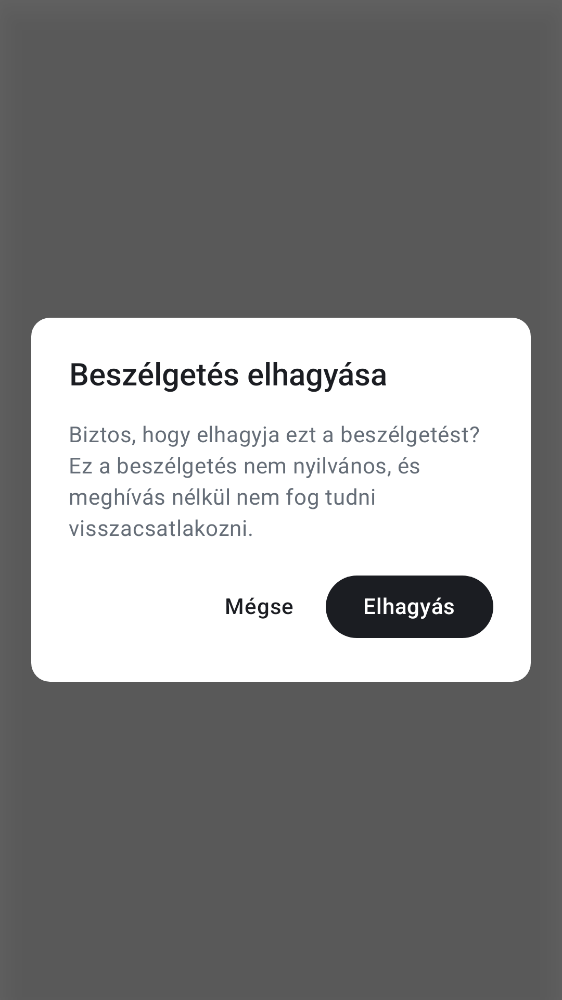 Beszélgetés elhagyása
Biztos, hogy elhagyja ezt a beszélgetést?
Ez a beszélgetés nem nyilvános, és
meghívás nélkül nem fog tudni
visszacsatlakozni.
Mégse
Elhagyás